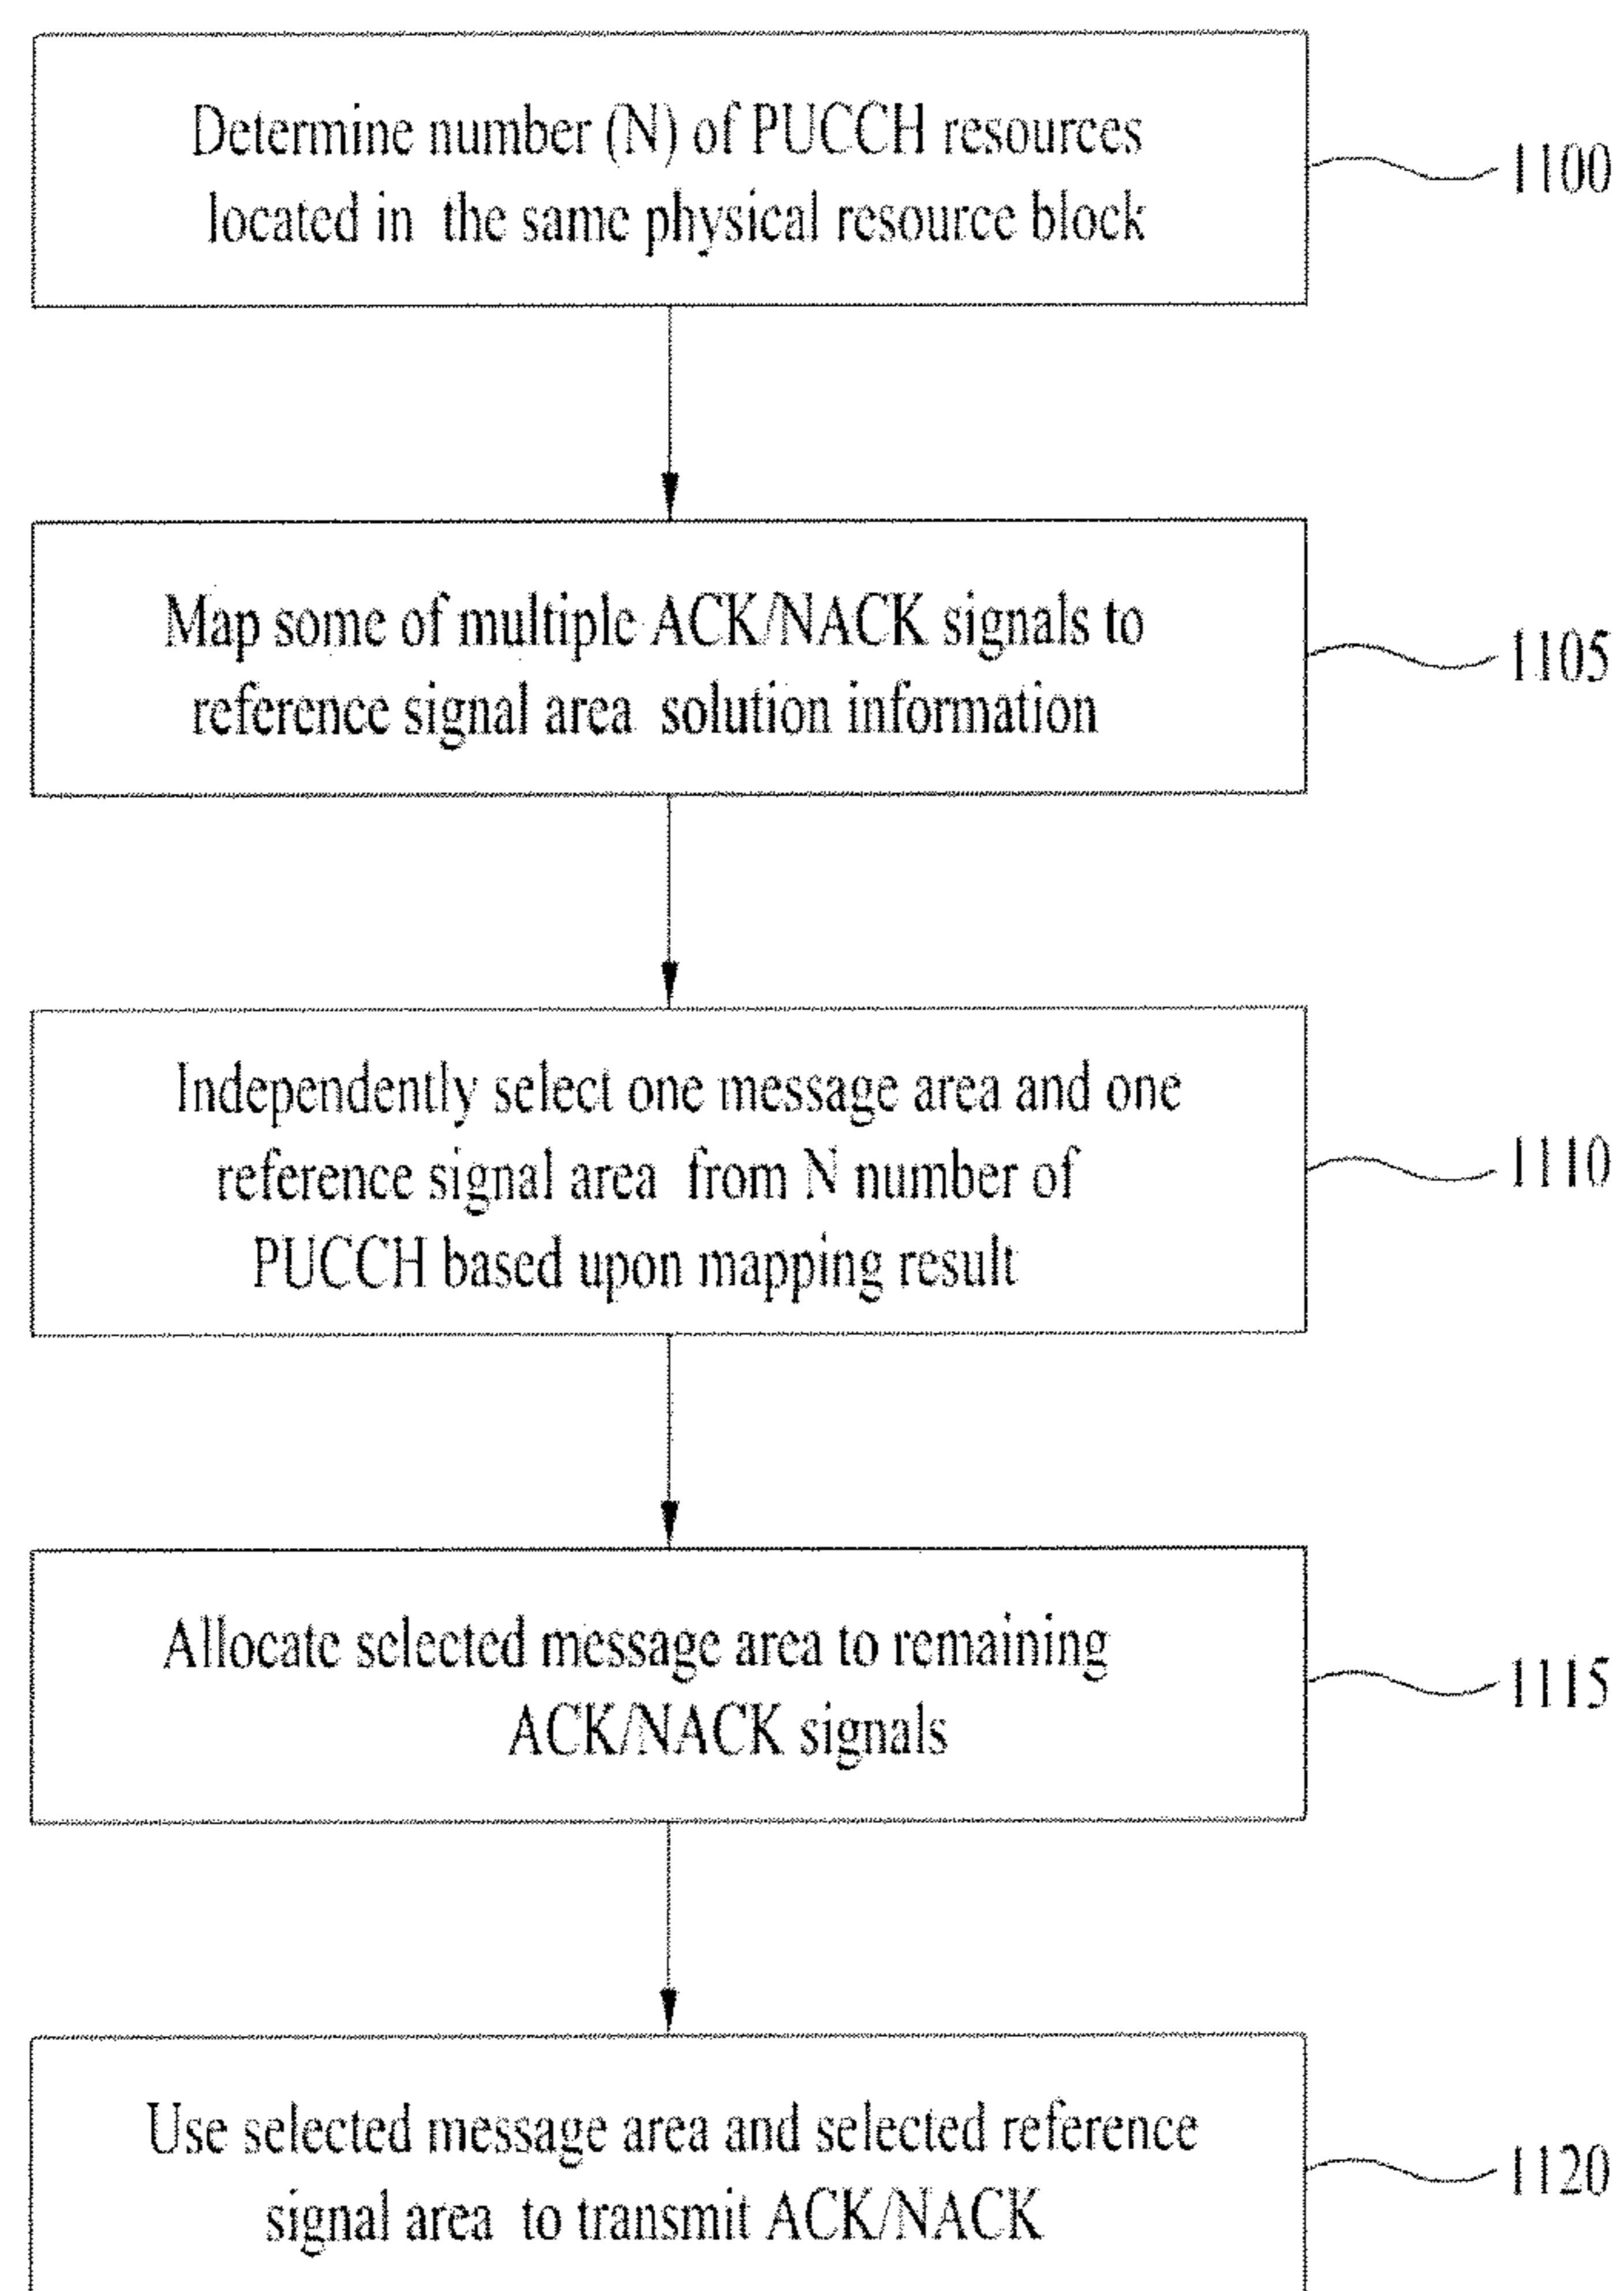 Determine number (N) of PUCCH resources
located in the same physical resource block
1100
Map some of multiple ACK/NACK signals to
reference signal area solution information
1105
Independently select one message area and one
reference signal area from N number of
PUCCH based upon mapping result
1110
Allocate selected message area to remaining
ACK/NACK signals
1115
Use selected message area and selected reference
signal area to transmit ACK/NACK
1120